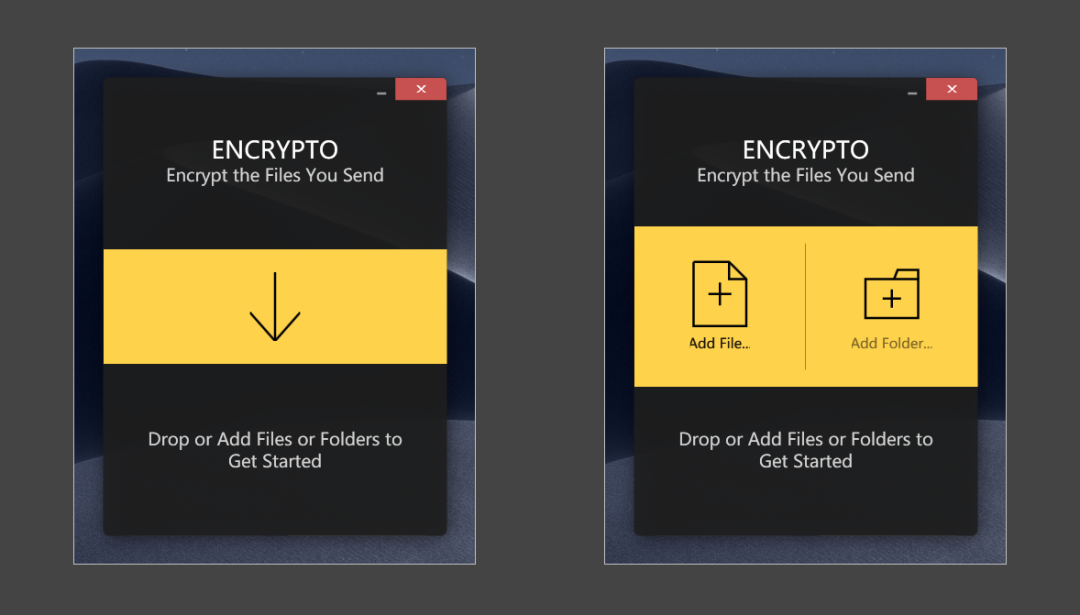 ENCRYPTO
Encrypt the Files You Send
Drop or Add Files or Folders to
Get Started
ENCRYPTO
Encrypt the Files You Send
Add File...
Add Folder...
Drop or Add Files or Folders to
Get Started